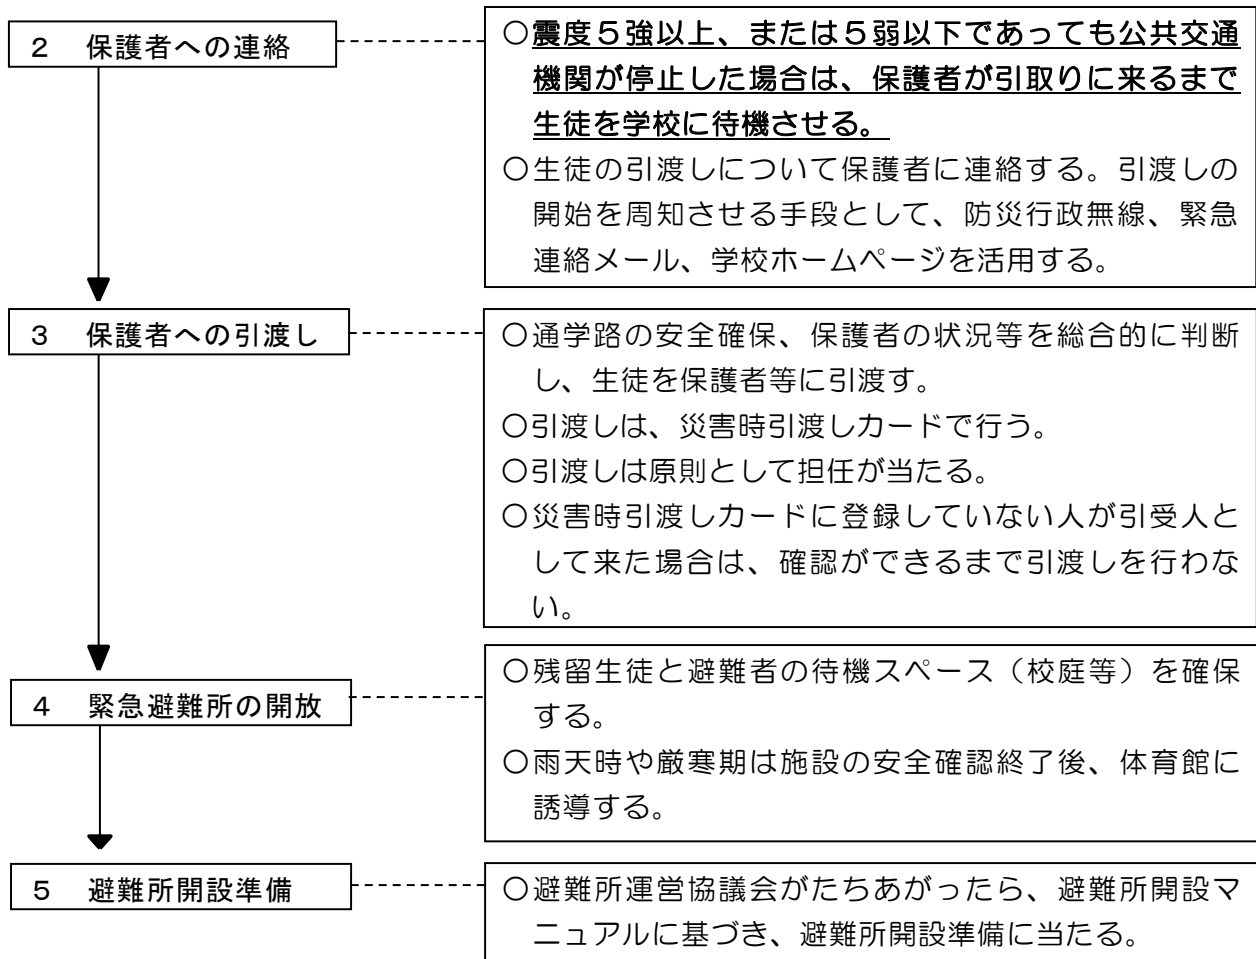 ２　保護者への連絡
○震度５強以上、または５弱以下であっても公共交通
機関が停止した場合は、保護者が引取りに来るまで
生徒を学校に待機させる。
○生徒の引渡しについて保護者に連絡する。引渡しの
開始を周知させる手段として、防災行政無線、緊急
連絡メール、学校ホームページを活用する。
３　保護者への引渡し
○通学路の安全確保、保護者の状況等を総合的に判断
し、生徒を保護者等に引渡す。
○引渡しは、災害時引渡しカードで行う。
○引渡しは原則として担任が当たる。
○災害時引渡しカードに登録していない人が引受人と
して来た場合は、確認ができるまで引渡しを行わな
い。
４　緊急避難所の開放
○残留生徒と避難者の待機スペース（校庭等）を確保
する。
○雨天時や厳寒期は施設の安全確認終了後、体育館に
誘導する。
５　避難所開設準備
○避難所運営協議会がたちあがったら、避難所開設マ
ニュアルに基づき、避難所開設準備に当たる。